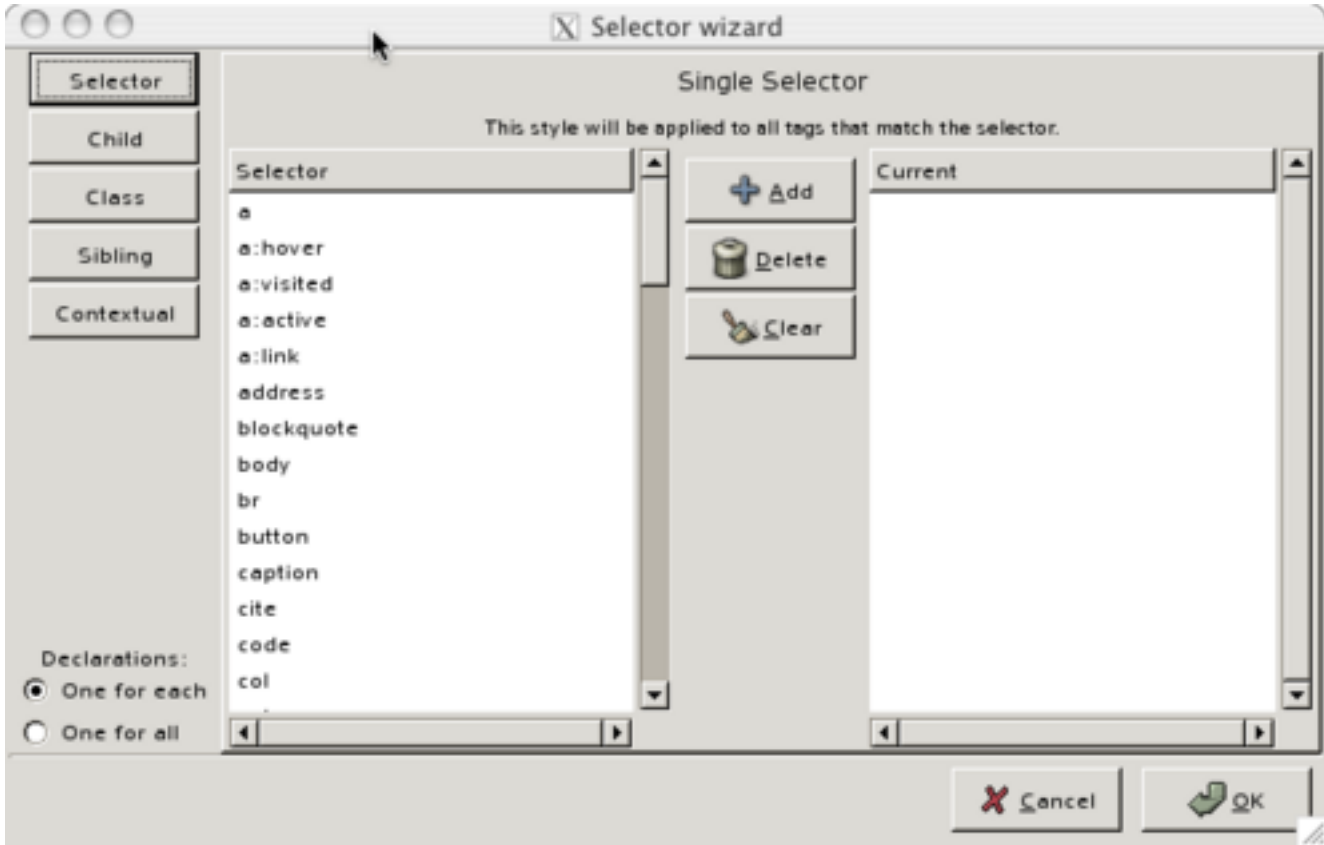 Selector wizard
Selector
Child
Class
Sibling
Contextual
Declarations:
One for each
One for all
Single Selector
This style will be applied to all tags that match the selector.
Selector
a
a:hover
a:visited
a:active
a:link
address
blockquote
body
br
button
caption
cite
code
col
Add
Delete
Clear
Current
Cancel
OK